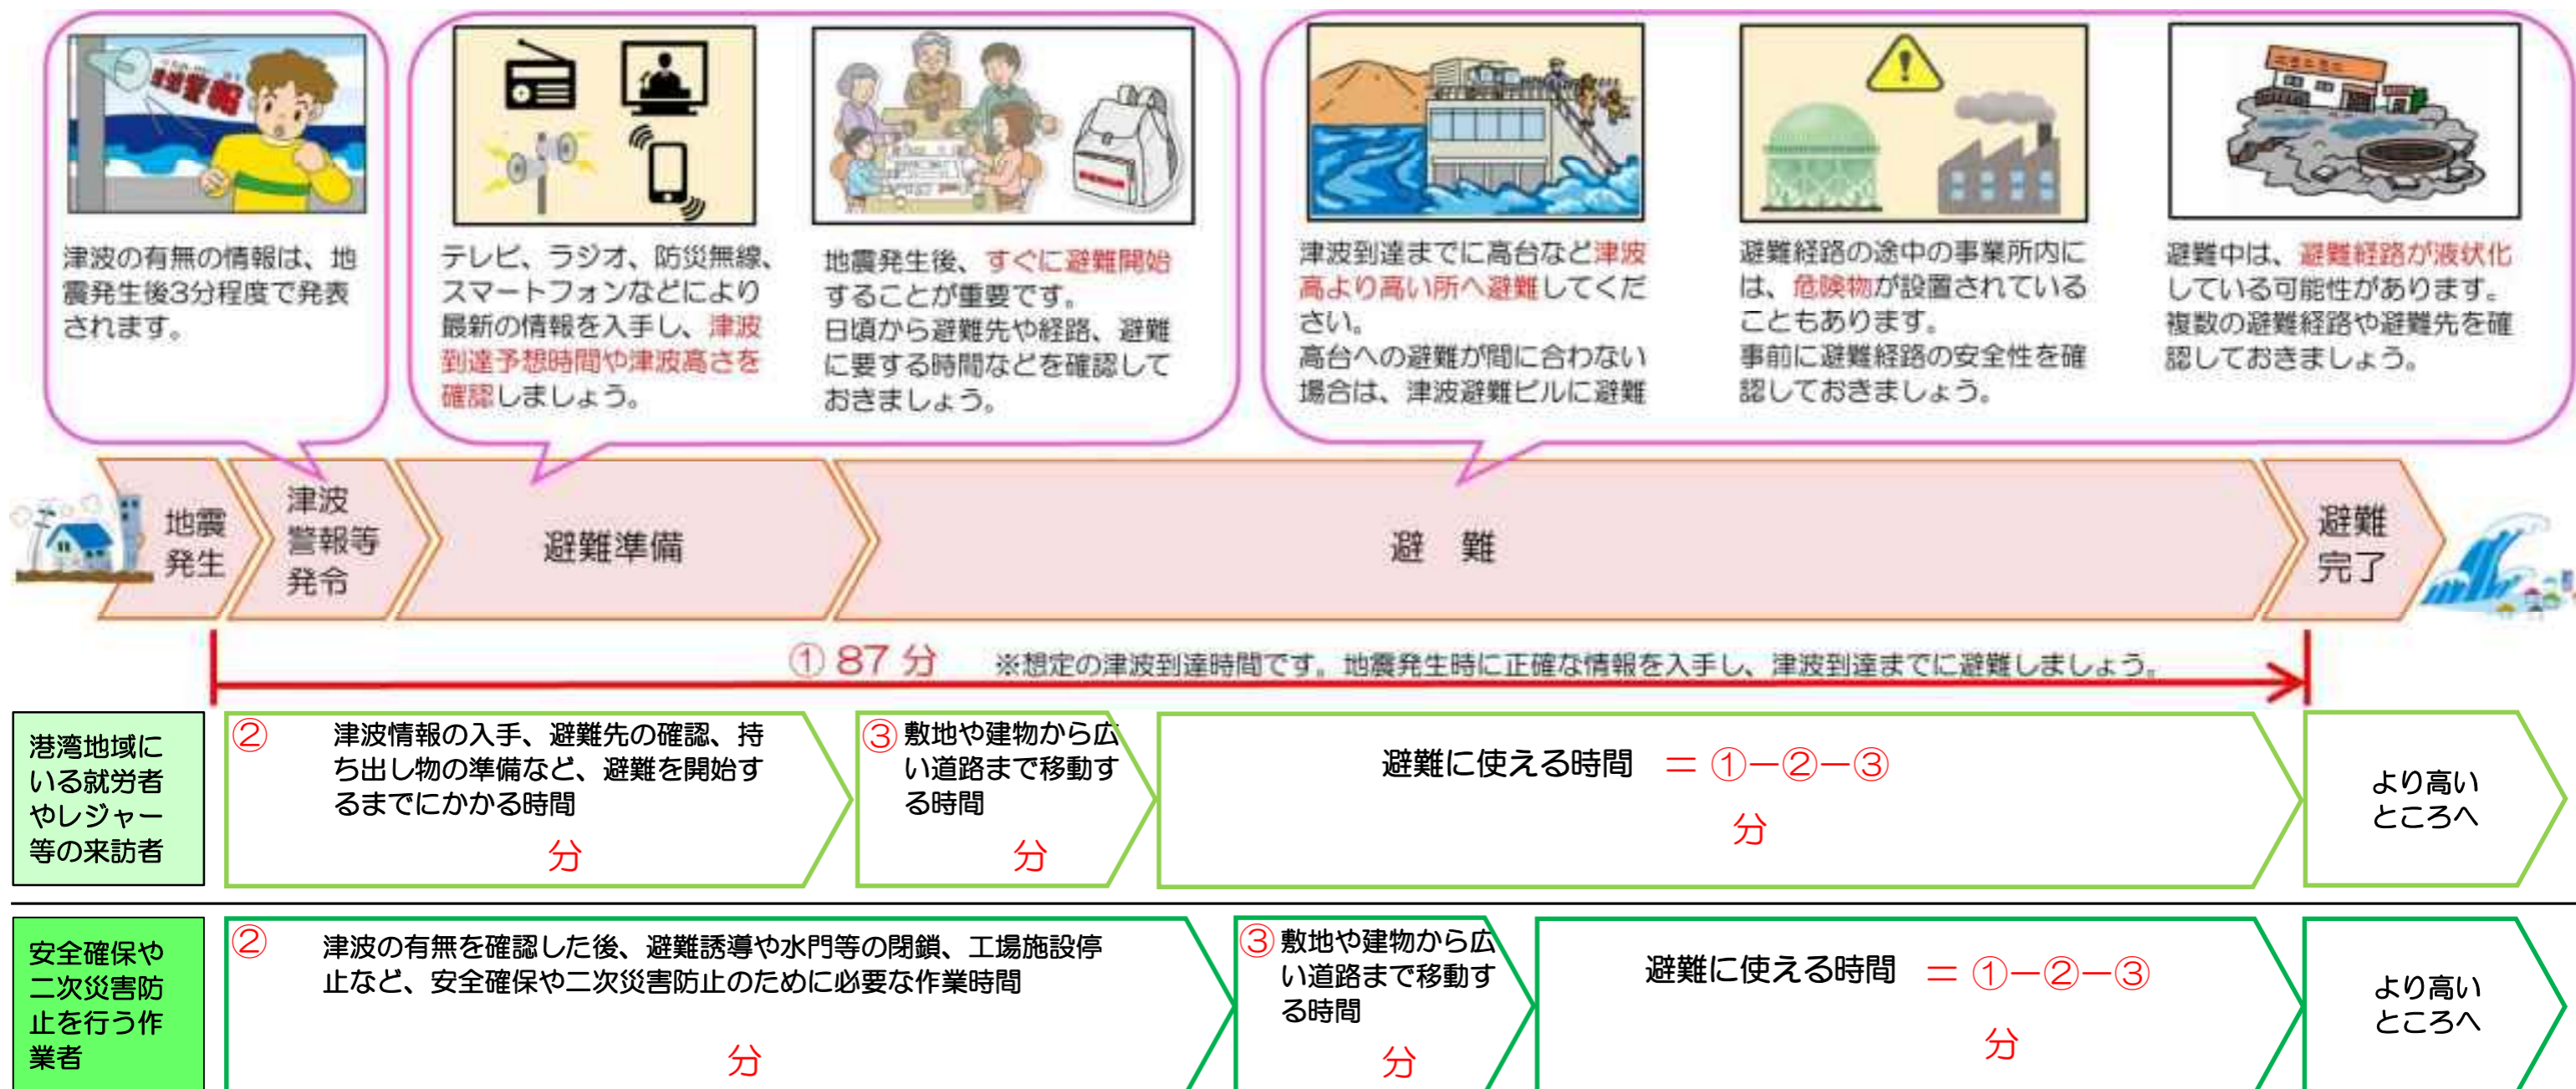 津波警報
津波の有無の情報は、地
震発生後3分程度で発表
されます。
テレビ、ラジオ、防災無線、
スマートフォンなどにより
最新の情報を入手し、津波
到達予想時間や津波高さを
確認しましょう。
地震発生後、すぐに避難開始
することが重要です。
日頃から避難先や経路、避難
に要する時間などを確認して
おきましょう。
津波到達までに高台など津波
高より高い所へ避難してくだ
さい。
高台への避難が間に合わない
場合は、津波避難ビルに避難
避難経路の途中の事業所内に
は、危険物が設置されている
こともあります。
事前に避難経路の安全性を確
認しておきましょう。
避難中は、避難経路が液状化
している可能性があります。
複数の避難経路や避難先を確
認しておきましょう。
地震
発生
津波
警報等
発令
避難準備
避 難
避難
完了
① 87 分 ※想定の津波到達時間です。地震発生時に正確な情報を入手し、津波到達までに避難しましょう。
港湾地域に
いる就労者
やレジャー
等の来訪者
② 津波情報の入手、避難先の確認、持
ち出し物の準備など、避難を開始す
るまでにかかる時間
分
③ 敷地や建物から広
い道路まで移動す
る時間
分
避難に使える時間 = ①-②-③
分
より高い
ところへ
安全確保や
二次災害防
止を行う作
業者
② 津波の有無を確認した後、避難誘導や水門等の閉鎖、工場施設停
止など、安全確保や二次災害防止のために必要な作業時間
分
③ 敷地や建物から広
い道路まで移動す
る時間
分
避難に使える時間 = ①-②-③
分
より高い
ところへ